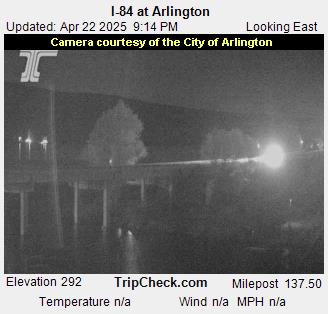 I-84 at Arlington
Updated: Apr 22 2025 9:14 PM Looking East
Camera courtesy of the City of Arlington
Elevation 292 TripCheck.com Milepost 137.50
Temperature n/a Wind n/a MPH n/a